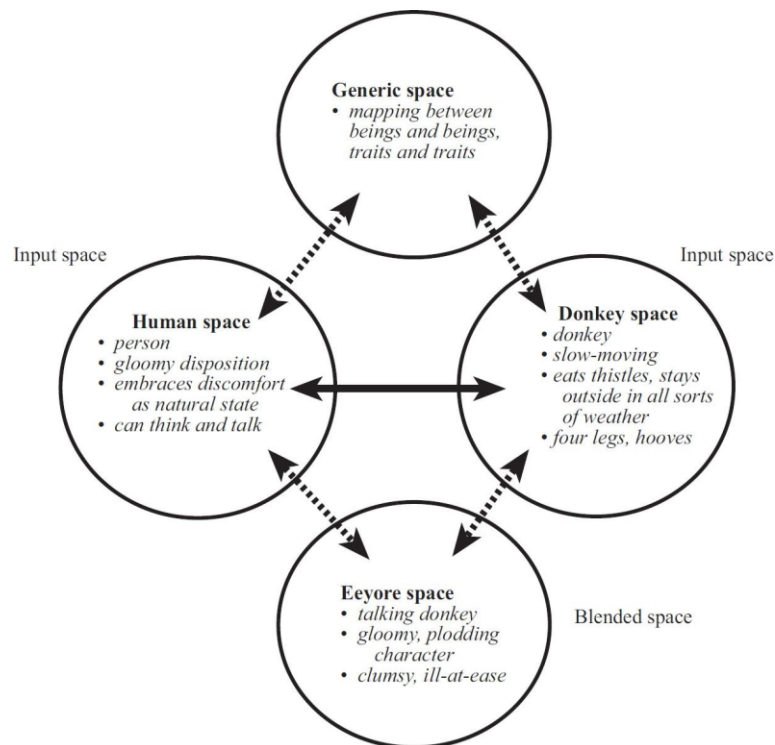 Generic space
• mapping between
beings and beings,
traits and traits
Input space
Input space
Human space
• person
• gloomy disposition
• embraces discomfort
as natural state
• can think and talk
Donkey space
• donkey
• slow-moving
• eats thistles, stays
outside in all sorts
of weather
• four legs, hooves
Eeyore space
• talking donkey
• gloomy, plodding
character
• clumsy, ill-at-ease
Blended space